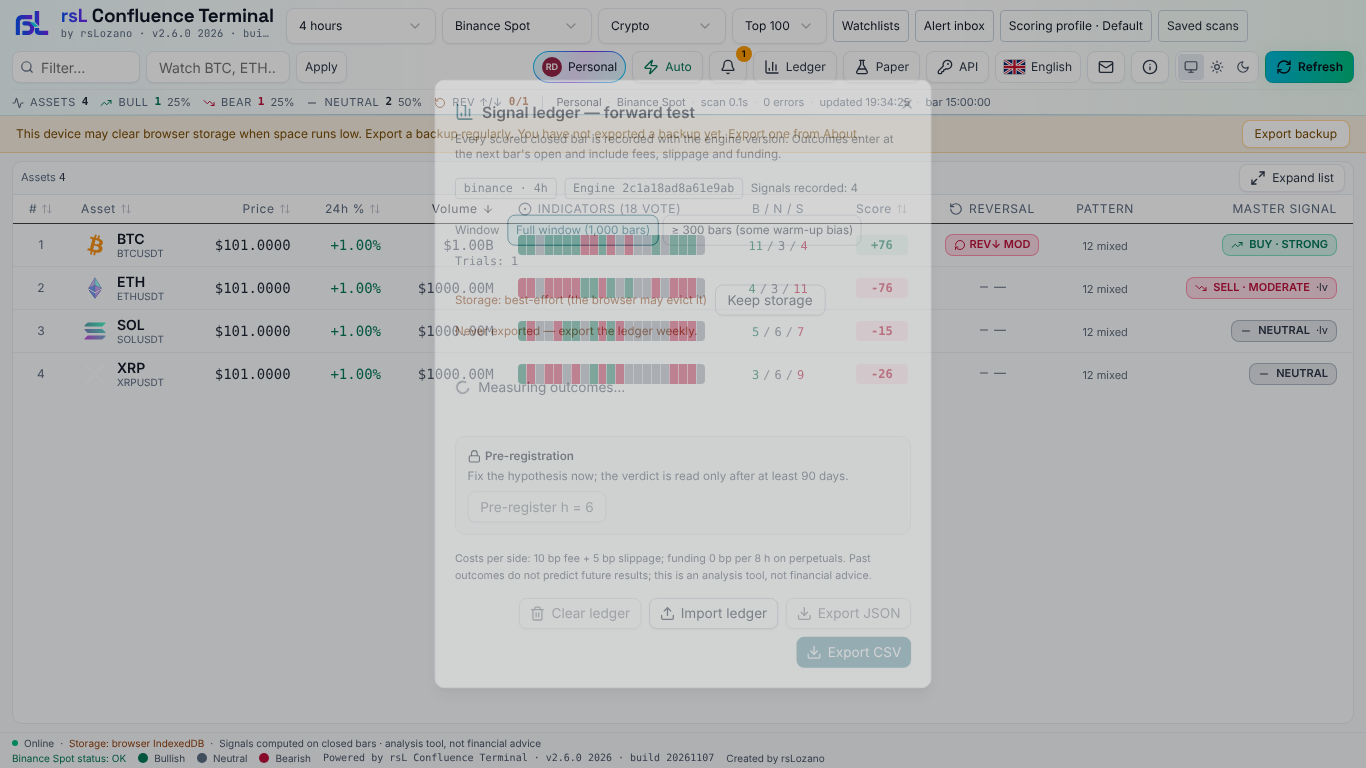 rsL Confluence Terminal
by rsLozano · v2.6.0 2026 · bui…
4 hours
Binance Spot
Crypto
Top 100
Watchlists
Alert inbox
Scoring profile · Default
Saved scans
Filter...
Watch BTC, ETH..
Apply
RD Personal
Auto
1
Ledger
Paper
API
English
Refresh
ASSETS 4 BULL 1 25% BEAR 1 25% NEUTRAL 2 50% REV ↑/↓ 0/1 Personal · Binance Spot · scan 0.1s · 0 errors · updated 19:34:25 · bar 15:00:00
This device may clear browser storage when space runs low. Export a backup regularly. You have not exported a backup yet. Export one from About.
Export backup
Signal ledger — forward test
Every scored closed bar is recorded with the engine version. Outcomes enter at
the next bar's open and include fees, slippage and funding.
binance · 4h
Engine 2c1a18ad8a61e9ab
Signals recorded: 4
Window
Full window (1,000 bars)
≥ 300 bars (some warm-up bias)
Trials: 1
Storage: best-effort (the browser may evict it)
Keep storage
Never exported — export the ledger weekly.
Measuring outcomes…
Pre-registration
Fix the hypothesis now; the verdict is read only after at least 90 days.
Pre-register h = 6
Costs per side: 10 bp fee + 5 bp slippage; funding 0 bp per 8 h on perpetuals. Past
outcomes do not predict future results; this is an analysis tool, not financial advice.
Clear ledger
Import ledger
Export JSON
Export CSV
Assets 4
Expand list
# Asset Price 24h % Volume INDICATORS (18 VOTE) B / N / S Score REVERSAL PATTERN MASTER SIGNAL
1 BTC $101.0000 +1.00% $1.00B 11 / 3 / 4 +76 REV↓ MOD 12 mixed BUY · STRONG
BTCUSDT
2 ETH $101.0000 +1.00% $1000.00M 4 / 3 / 11 -76 — — 12 mixed SELL · MODERATE ·lv
ETHUSDT
3 SOL $101.0000 +1.00% $1000.00M 5 / 6 / 7 -15 — — 12 mixed NEUTRAL ·lv
SOLUSDT
4 XRP $101.0000 +1.00% $1000.00M 3 / 6 / 9 -26 — — 12 mixed NEUTRAL
XRPUSDT
Online · Storage: browser IndexedDB · Signals computed on closed bars · analysis tool, not financial advice
Binance Spot status: OK Bullish Neutral Bearish Powered by rsL Confluence Terminal · v2.6.0 2026 · build 20261107 Created by rsLozano